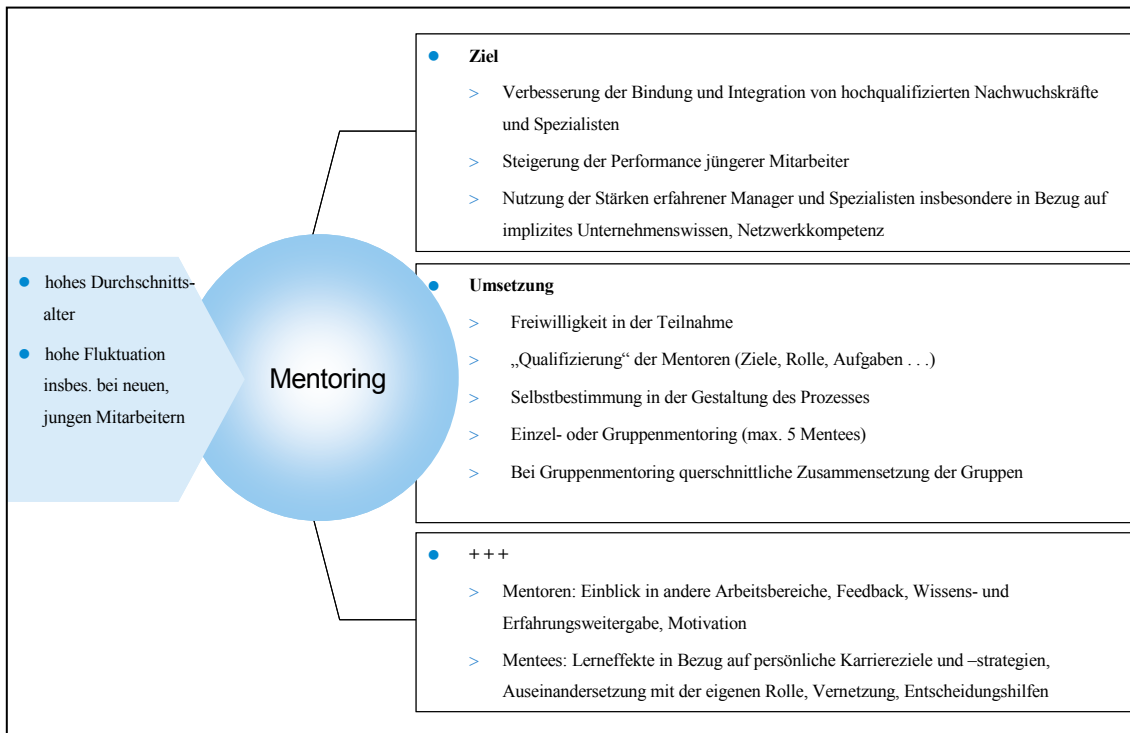 hohes Durchschnitts-
alter
hohe Fluktuation
insbes. bei neuen,
jungen Mitarbeitern
Mentoring
Ziel
> Verbesserung der Bindung und Integration von hochqualifizierten Nachwuchskräfte
und Spezialisten
> Steigerung der Performance jüngerer Mitarbeiter
> Nutzung der Stärken erfahrener Manager und Spezialisten insbesondere in Bezug auf
implizites Unternehmenswissen, Netzwerkkompetenz
Umsetzung
> Freiwilligkeit in der Teilnahme
> „Qualifizierung“ der Mentoren (Ziele, Rolle, Aufgaben . . .)
> Selbstbestimmung in der Gestaltung des Prozesses
> Einzel- oder Gruppenmentoring (max. 5 Mentees)
> Bei Gruppenmentoring querschnittliche Zusammensetzung der Gruppen
+ + +
> Mentoren: Einblick in andere Arbeitsbereiche, Feedback, Wissens- und
Erfahrungsweitergabe, Motivation
> Mentees: Lerneffekte in Bezug auf persönliche Karriereziele und –strategien,
Auseinandersetzung mit der eigenen Rolle, Vernetzung, Entscheidungshilfen